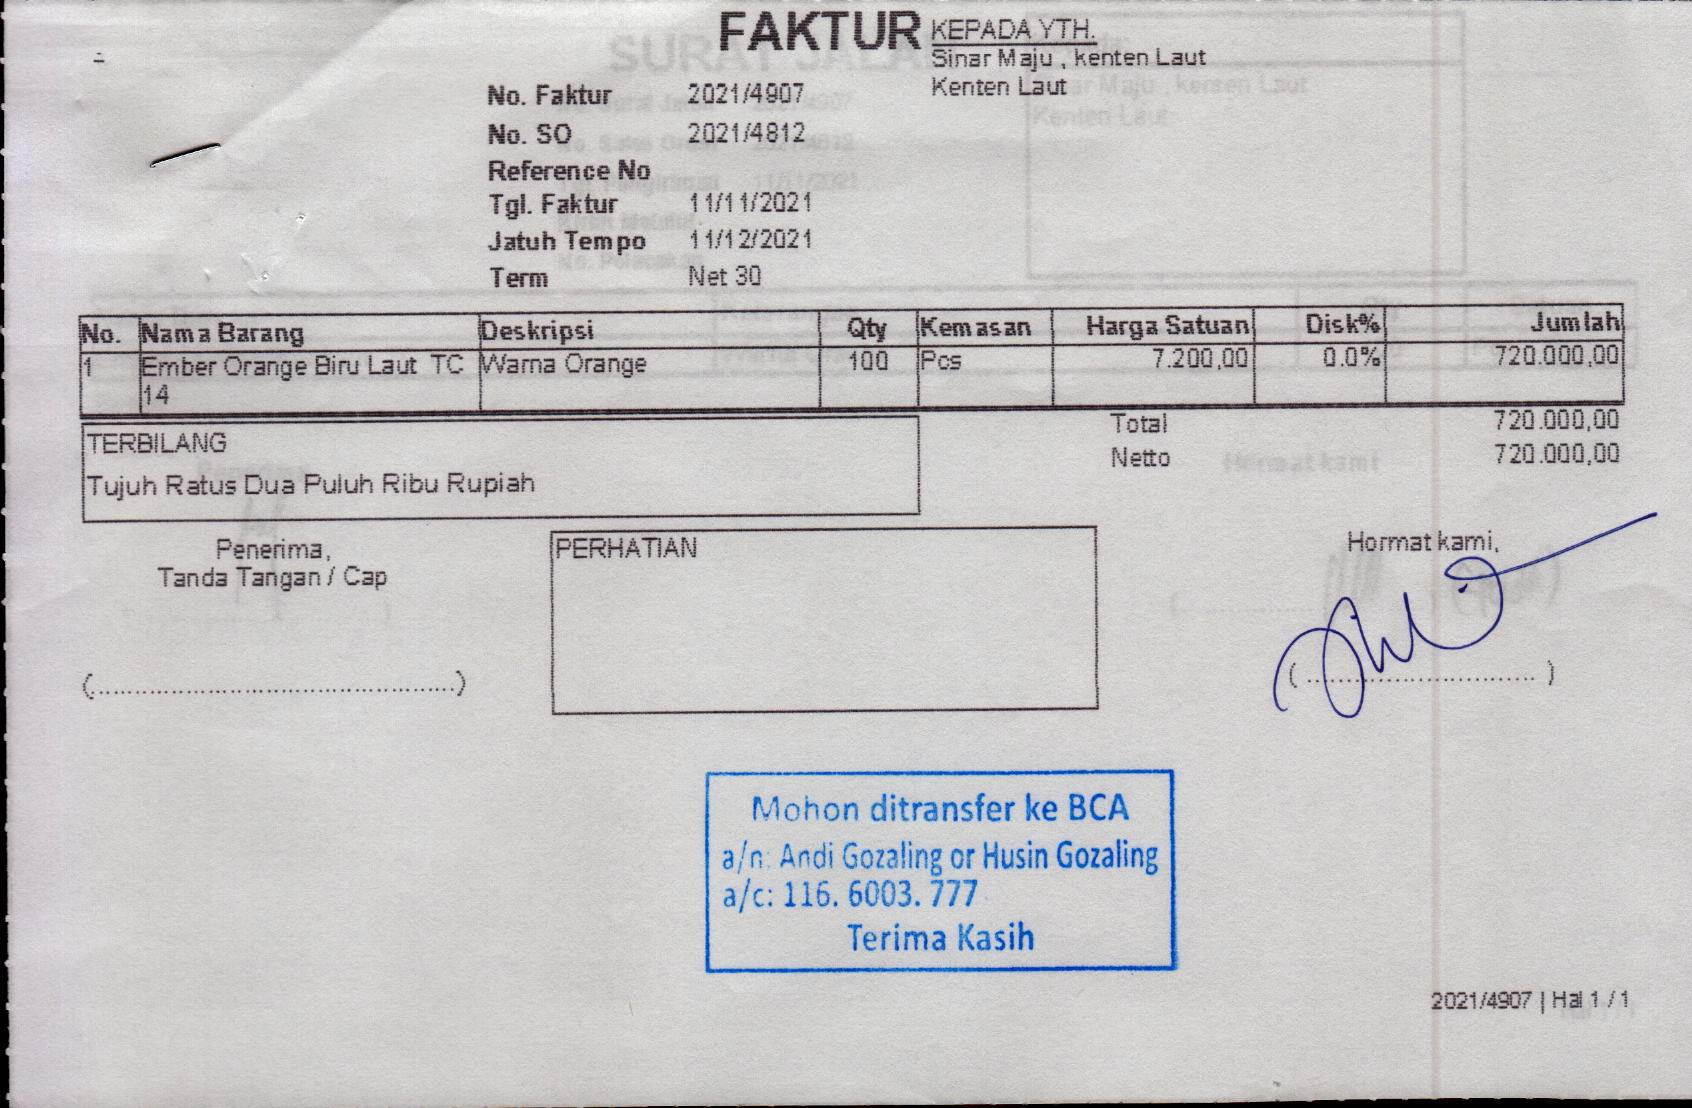 FAKTUR
KEPADA YTH.
Sinar Maju , kenten Laut
Kenten Laut
No. Faktur 2021/4907
No. SO 2021/4812
Reference No
Tgl. Faktur 11/11/2021
Jatuh Tempo 11/12/2021
Term Net 30
No. Nama Barang Deskripsi Qty Kemasan Harga Satuan Disk% Jumlah
1 Ember Orange Biru Laut TC Warna Orange 100 Pcs 7.200,00 0.0% 720.000,00
14
Total 720.000,00
Netto 720.000,00
TERBILANG
Tujuh Ratus Dua Puluh Ribu Rupiah
Penerima,
Tanda Tangan / Cap
PERHATIAN
Hormat kami,
Mohon ditransfer ke BCA
a/n: Andi Gozaling or Husin Gozaling
a/c: 116. 6003. 777
Terima Kasih
2021/4907 | Hal 1 / 1